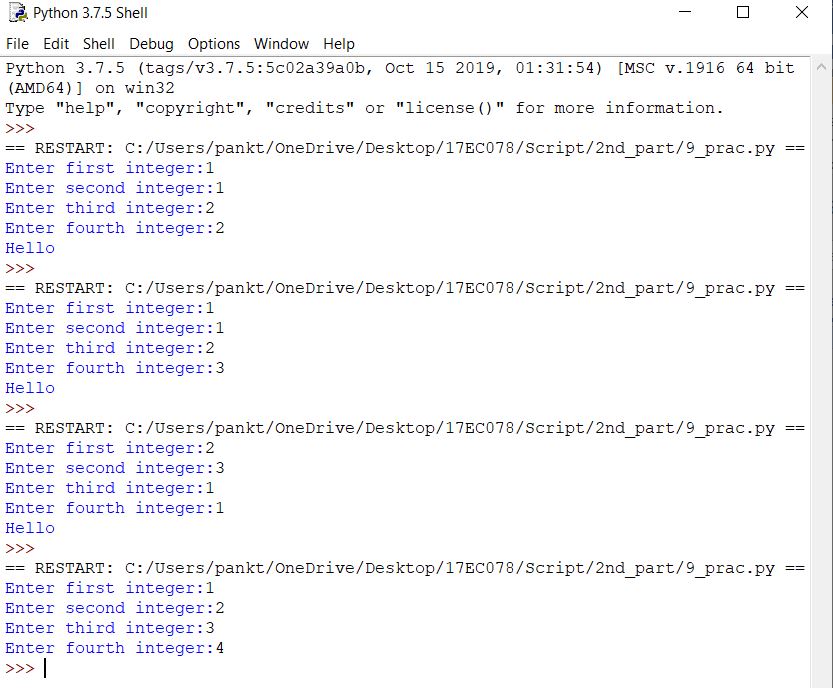 Python 3.7.5 Shell
File Edit Shell Debug Options Window Help
Python 3.7.5 (tags/v3.7.5:5c02a39a0b, Oct 15 2019, 01:31:54) [MSC v.1916 64 bit
(AMD64)] on win32
Type "help", "copyright", "credits" or "license()" for more information.
>>>
== RESTART: C:/Users/pankt/OneDrive/Desktop/17EC078/Script/2nd_part/9_prac.py ==
Enter first integer:1
Enter second integer:1
Enter third integer:2
Enter fourth integer:2
Hello
>>>
== RESTART: C:/Users/pankt/OneDrive/Desktop/17EC078/Script/2nd_part/9_prac.py ==
Enter first integer:1
Enter second integer:1
Enter third integer:2
Enter fourth integer:3
Hello
>>>
== RESTART: C:/Users/pankt/OneDrive/Desktop/17EC078/Script/2nd_part/9_prac.py ==
Enter first integer:2
Enter second integer:3
Enter third integer:1
Enter fourth integer:1
Hello
>>>
== RESTART: C:/Users/pankt/OneDrive/Desktop/17EC078/Script/2nd_part/9_prac.py ==
Enter first integer:1
Enter second integer:2
Enter third integer:3
Enter fourth integer:4
>>>